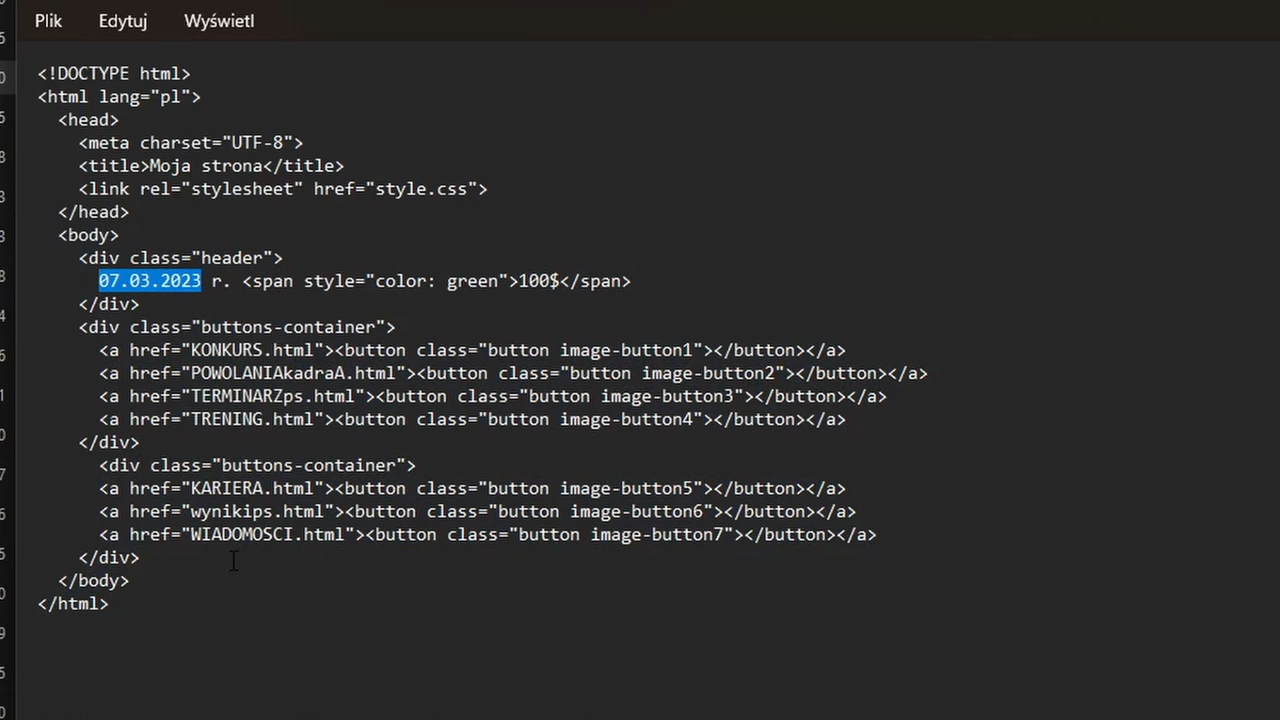 Plik Edytuj Wyświetl
<!DOCTYPE html>
<html lang="pl">
  <head>
    <meta charset="UTF-8">
    <title>Moja strona</title>
    <link rel="stylesheet" href="style.css">
  </head>
  <body>
    <div class="header">
      07.03.2023 r. <span style="color: green">100$</span>
    </div>
    <div class="buttons-container">
      <a href="KONKURS.html"><button class="button image-button1"></button></a>
      <a href="POWOLANIAkadraA.html"><button class="button image-button2"></button></a>
      <a href="TERMINARZps.html"><button class="button image-button3"></button></a>
      <a href="TRENING.html"><button class="button image-button4"></button></a>
    </div>
      <div class="buttons-container">
      <a href="KARIERA.html"><button class="button image-button5"></button></a>
      <a href="wynikips.html"><button class="button image-button6"></button></a>
      <a href="WIADOMOSCI.html"><button class="button image-button7"></button></a>
    </div>
  </body>
</html>